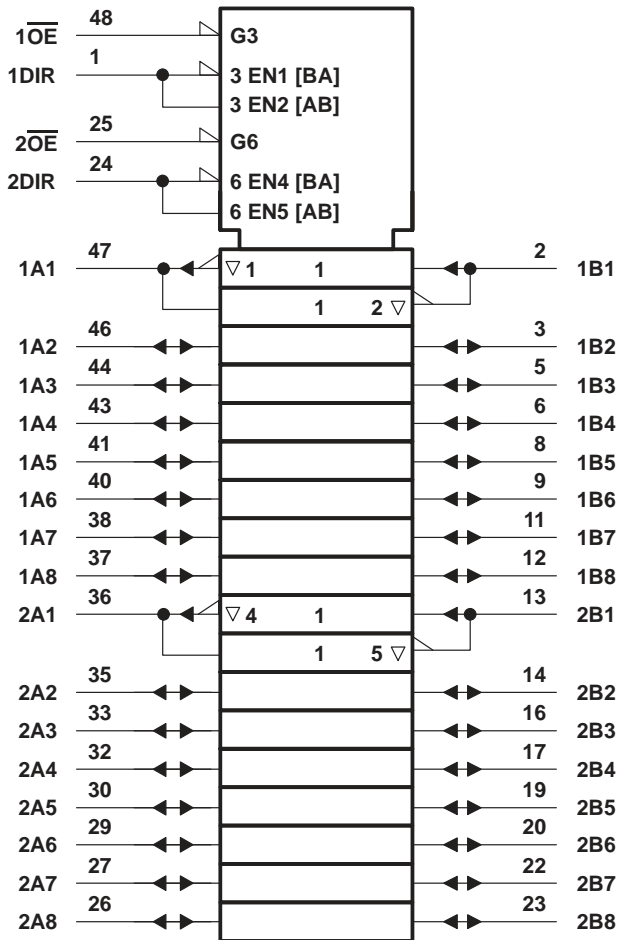 1O̅E̅ 48 G3
1DIR 1 3 EN1 [BA]
3 EN2 [AB]
2O̅E̅ 25 G6
2DIR 24 6 EN4 [BA]
6 EN5 [AB]
1A1 47 ▽ 1 1 2 1B1
1 2 ▽
1A2 46 3 1B2
1A3 44 5 1B3
1A4 43 6 1B4
1A5 41 8 1B5
1A6 40 9 1B6
1A7 38 11 1B7
1A8 37 12 1B8
2A1 36 ▽ 4 1 13 2B1
1 5 ▽
2A2 35 14 2B2
2A3 33 16 2B3
2A4 32 17 2B4
2A5 30 19 2B5
2A6 29 20 2B6
2A7 27 22 2B7
2A8 26 23 2B8